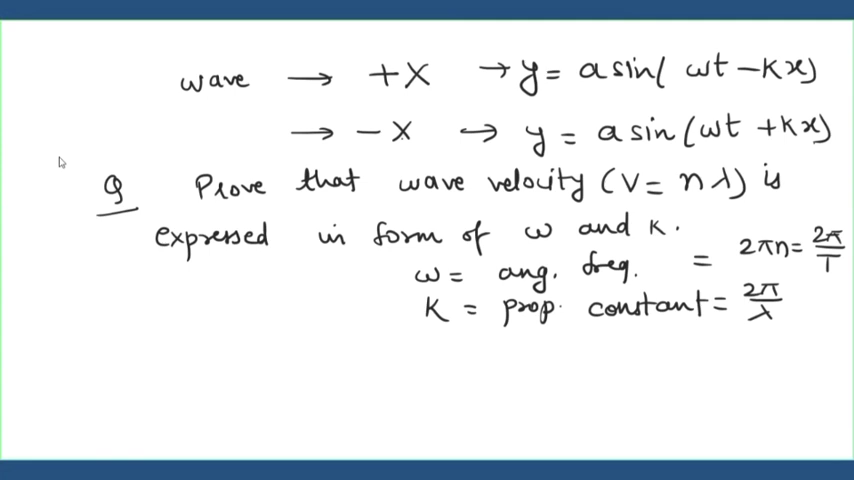 wave → +X → y = a sin( ωt − Kx)
→ − X → y = a sin (ωt + Kx)
Q Prove that wave velocity (V = nλ) is
expressed in form of ω and K.
ω = ang. freq. = 2πn = 2π/T
K = prop. constant = 2π/λ